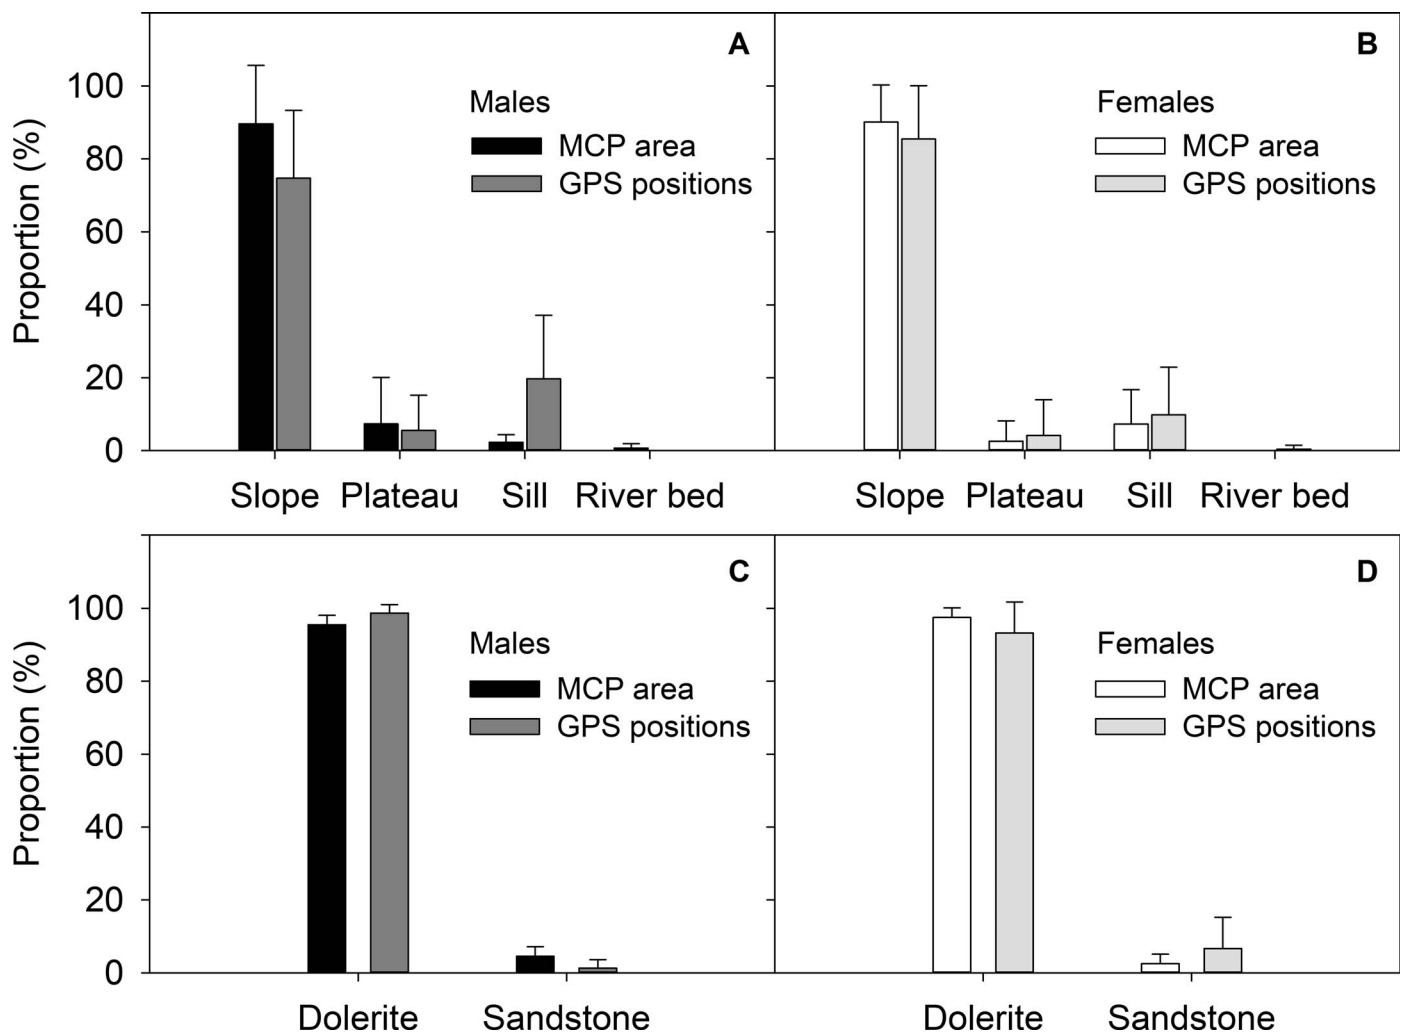 A
B
Proportion (%)
100
80
60
40
20
0
Males
MCP area
GPS positions
Females
MCP area
GPS positions
Slope Plateau Sill River bed
Slope Plateau Sill River bed
C
D
Proportion (%)
100
80
60
40
20
0
Males
MCP area
GPS positions
Females
MCP area
GPS positions
Dolerite Sandstone
Dolerite Sandstone